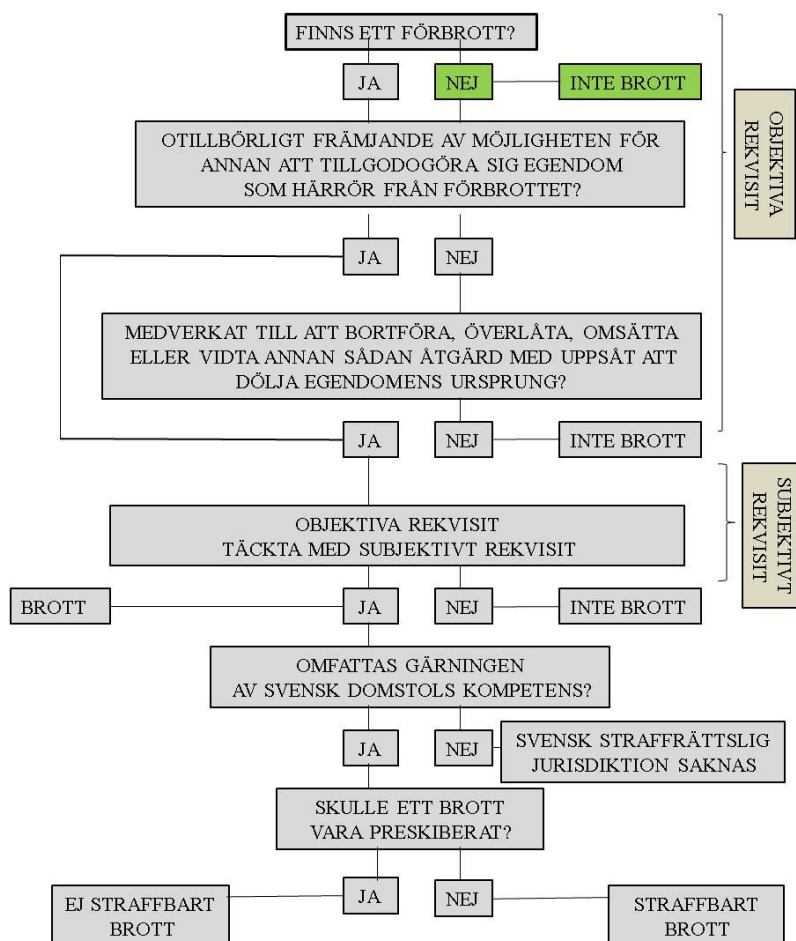 FINNS ETT FÖRBROTT?
JA
NEJ
INTE BROTT
OBJEKTIVA
REKVISIT
OTILLBÖRLIGT FRÄMJANDE AV MÖJLIGHETEN FÖR
ANNAN ATT TILLGODOGÖRA SIG EGENDOM
SOM HÄRRÖR FRÅN FÖRBROTTET?
JA
NEJ
MEDVERKAT TILL ATT BORTFÖRA, ÖVERLÅTA, OMSÄTTA
ELLER VIDTA ANNAN SÅDAN ÅTGÄRD MED UPPSÅT ATT
DÖLJA EGENDOMENS URSPRUNG?
JA
NEJ
INTE BROTT
SUBJEKTIVT
REKVISIT
OBJEKTIVA REKVISIT
TÄCKTA MED SUBJEKTIVT REKVISIT
BROTT
JA
NEJ
INTE BROTT
OMFATTAS GÄRNINGEN
AV SVENSK DOMSTOLS KOMPETENS?
JA
NEJ
SVENSK STRAFFRÄTTSLIG
JURISDIKTION SAKNAS
SKULLE ETT BROTT
VARA PRESKIBERAT?
EJ STRAFFBART
BROTT
JA
NEJ
STRAFFBART
BROTT